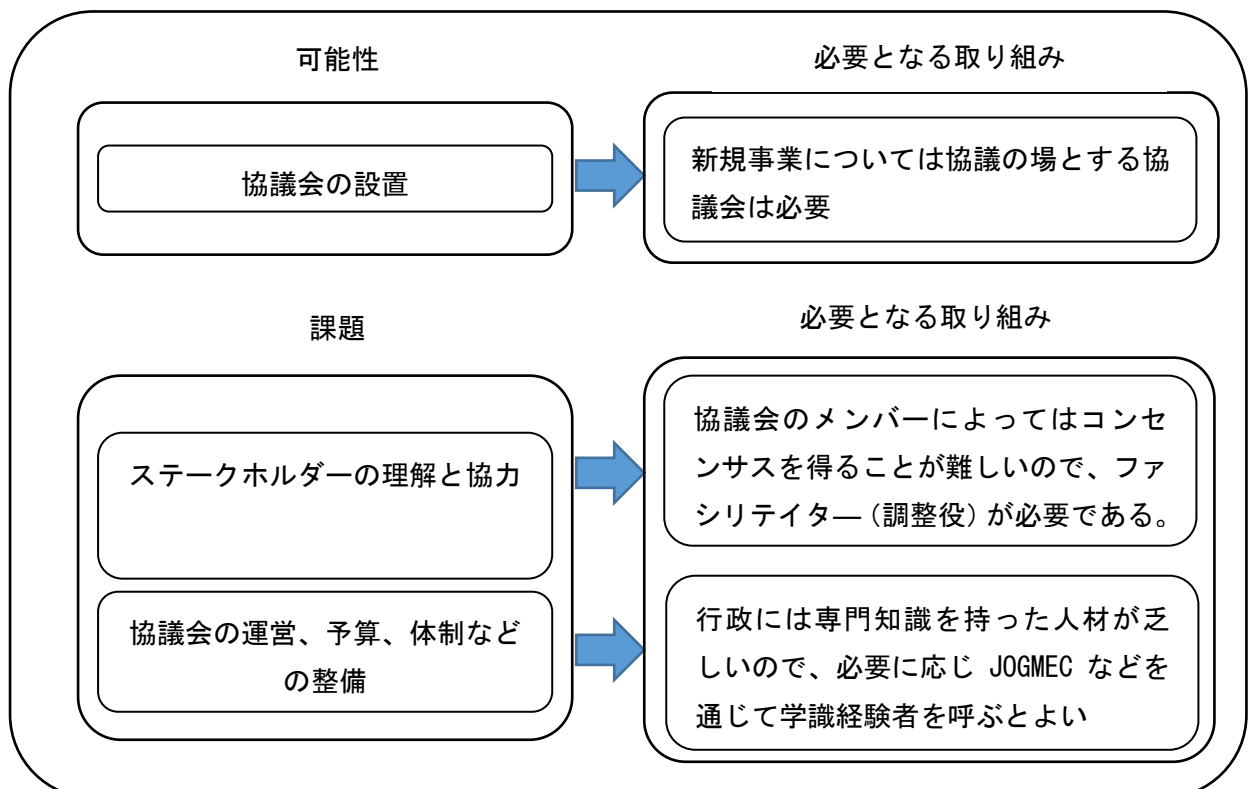 可能性
必要となる取り組み
協議会の設置
新規事業については協議の場とする協
議会は必要
課題
必要となる取り組み
ステークホルダーの理解と協力
協議会のメンバーによってはコンセ
ンサスを得ることが難しいので、ファ
シリテイタ―（調整役）が必要である。
協議会の運営、予算、体制など
の整備
行政には専門知識を持った人材が乏
しいので、必要に応じ JOGMEC などを
通じて学識経験者を呼ぶとよい